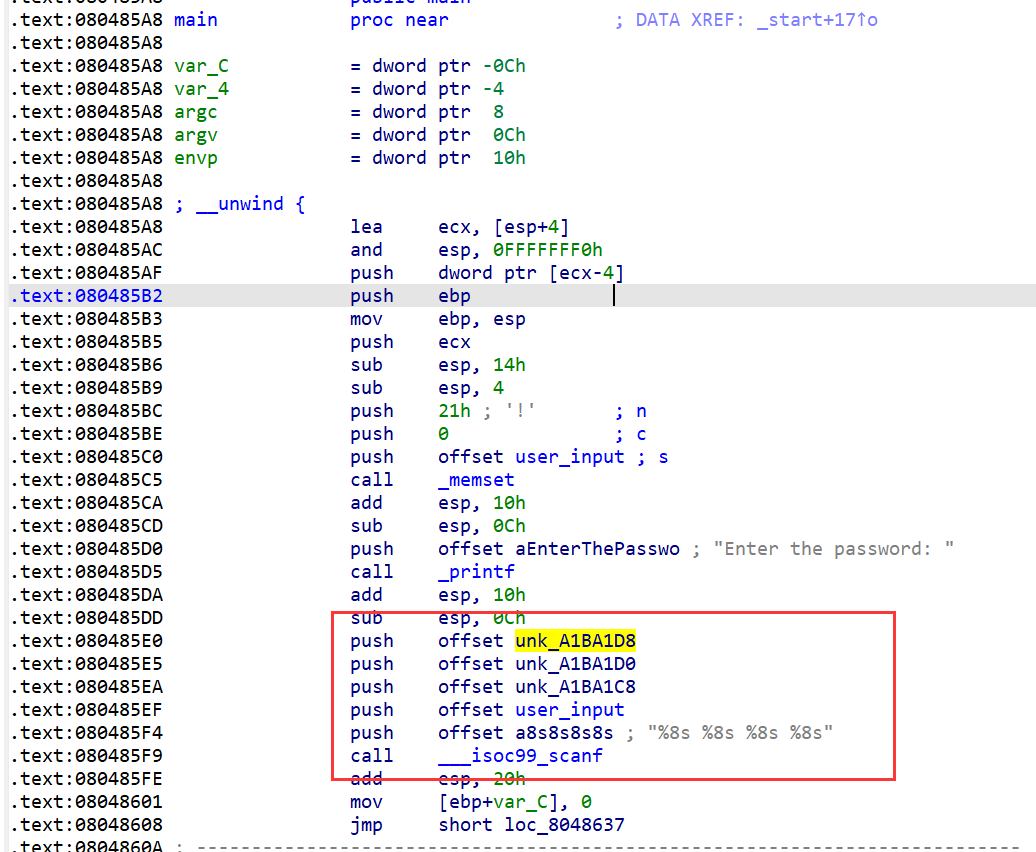 .text:080485A8 public main
.text:080485A8 main proc near ; DATA XREF: _start+17↑o
.text:080485A8
.text:080485A8 var_C = dword ptr -0Ch
.text:080485A8 var_4 = dword ptr -4
.text:080485A8 argc = dword ptr 8
.text:080485A8 argv = dword ptr 0Ch
.text:080485A8 envp = dword ptr 10h
.text:080485A8
.text:080485A8 ; __unwind {
.text:080485A8 lea ecx, [esp+4]
.text:080485AC and esp, 0FFFFFFF0h
.text:080485AF push dword ptr [ecx-4]
.text:080485B2 push ebp
.text:080485B3 mov ebp, esp
.text:080485B5 push ecx
.text:080485B6 sub esp, 14h
.text:080485B9 sub esp, 4
.text:080485BC push 21h ; '!' ; n
.text:080485BE push 0 ; c
.text:080485C0 push offset user_input ; s
.text:080485C5 call _memset
.text:080485CA add esp, 10h
.text:080485CD sub esp, 0Ch
.text:080485D0 push offset aEnterThePasswo ; "Enter the password: "
.text:080485D5 call _printf
.text:080485DA add esp, 10h
.text:080485DD sub esp, 0Ch
.text:080485E0 push offset unk_A1BA1D8
.text:080485E5 push offset unk_A1BA1D0
.text:080485EA push offset unk_A1BA1C8
.text:080485EF push offset user_input
.text:080485F4 push offset a8s8s8s8s ; "%8s %8s %8s %8s"
.text:080485F9 call ___isoc99_scanf
.text:080485FE add esp, 20h
.text:08048601 mov [ebp+var_C], 0
.text:08048608 jmp short loc_8048637
.text:0804860A ; ---------------------------------------------------------------------------